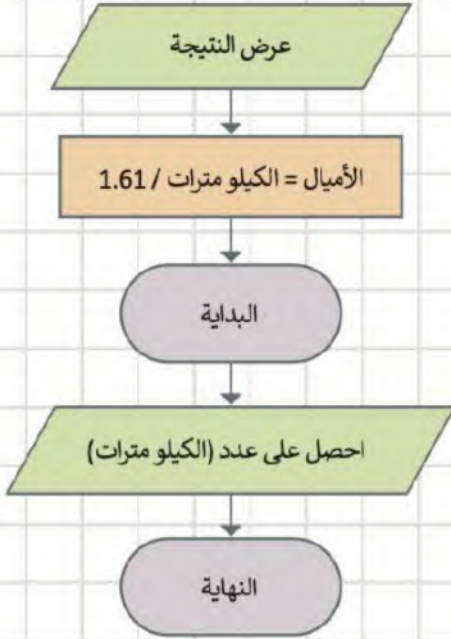 عرض النتيجة
الأميال = الكيلو مترات / 1.61
البداية
احصل على عدد (الكيلو مترات)
النهاية